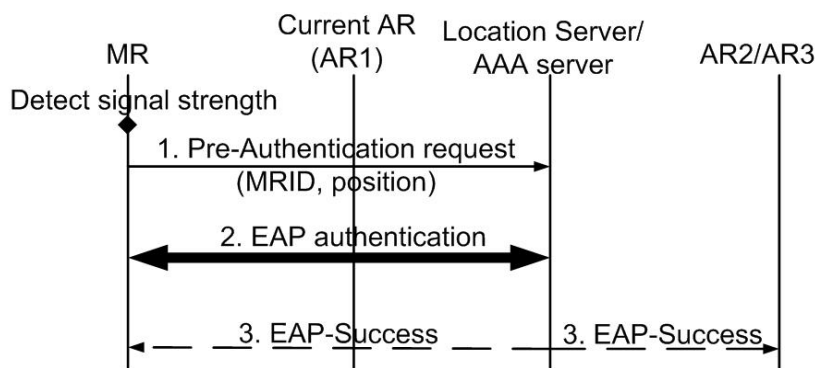 MR
Current AR
(AR1)
Location Server/
AAA server
AR2/AR3
Detect signal strength
1. Pre-Authentication request
(MRID, position)
2. EAP authentication
3. EAP-Success
3. EAP-Success